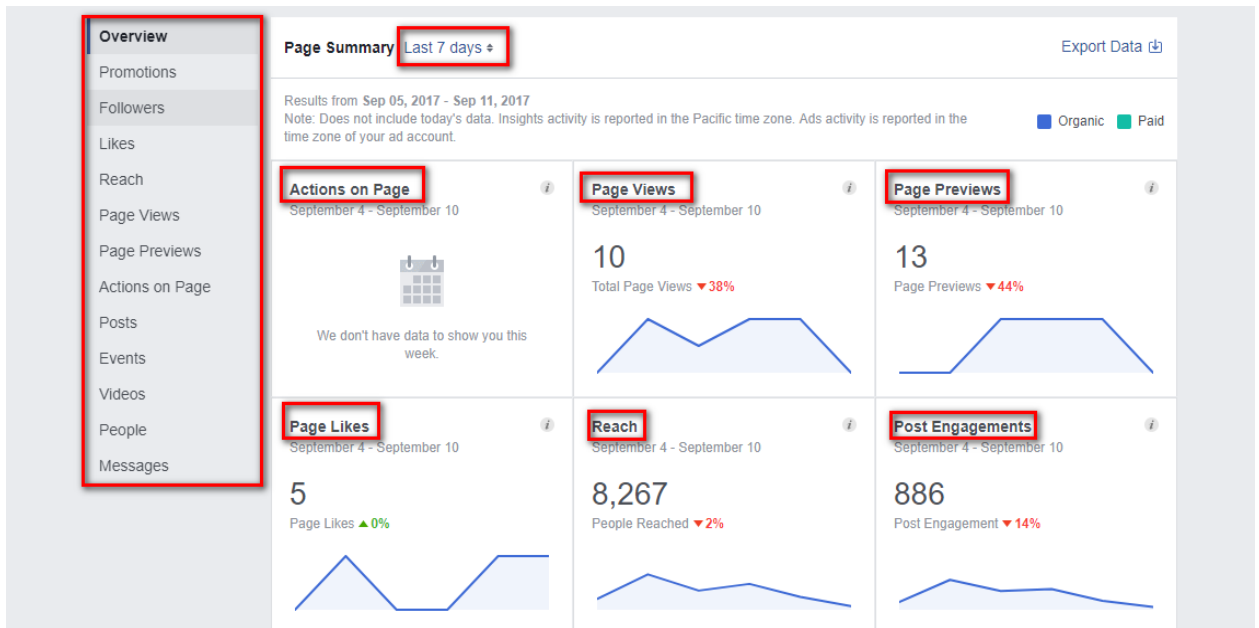 Overview
Promotions
Followers
Likes
Reach
Page Views
Page Previews
Actions on Page
Posts
Events
Videos
People
Messages
Page Summary Last 7 days
Export Data
Results from Sep 05, 2017 - Sep 11, 2017
Note: Does not include today's data. Insights activity is reported in the Pacific time zone. Ads activity is reported in the
time zone of your ad account.
Organic Paid
Actions on Page
September 4 - September 10
We don't have data to show you this
week.
Page Views
September 4 - September 10
10
Total Page Views ▼38%
Page Previews
September 4 - September 10
13
Page Previews ▼44%
Page Likes
September 4 - September 10
5
Page Likes ▲0%
Reach
September 4 - September 10
8,267
People Reached ▼2%
Post Engagements
September 4 - September 10
886
Post Engagement ▼14%